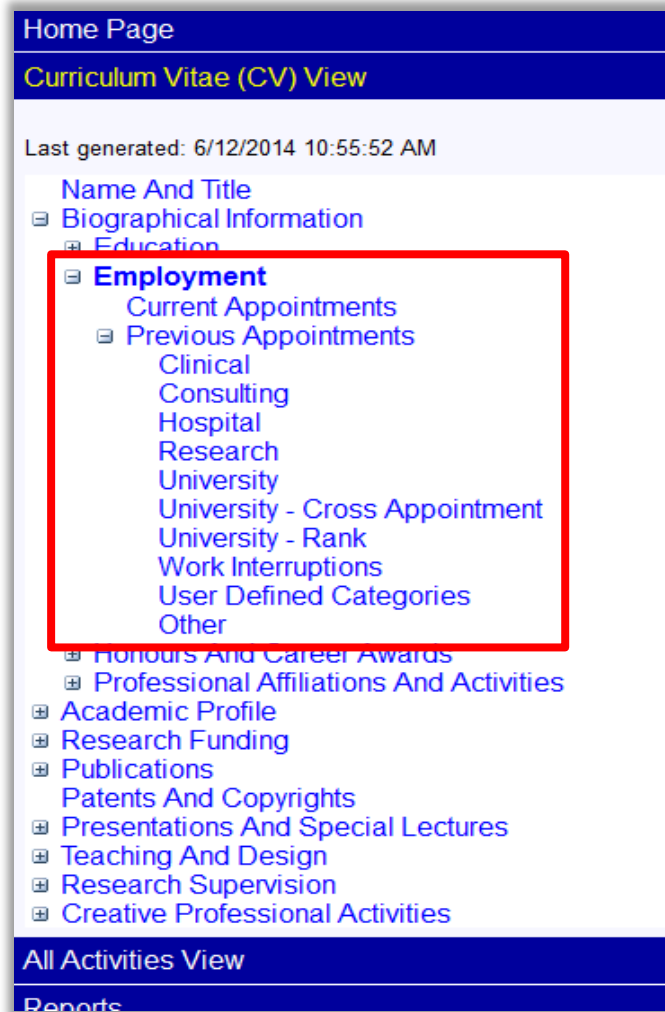 Home Page
Curriculum Vitae (CV) View
Last generated: 6/12/2014 10:55:52 AM
Name And Title
Biographical Information
Education
Employment
Current Appointments
Previous Appointments
Clinical
Consulting
Hospital
Research
University
University - Cross Appointment
University - Rank
Work Interruptions
User Defined Categories
Other
Honours And Career Awards
Professional Affiliations And Activities
Academic Profile
Research Funding
Publications
Patents And Copyrights
Presentations And Special Lectures
Teaching And Design
Research Supervision
Creative Professional Activities
All Activities View
Reports